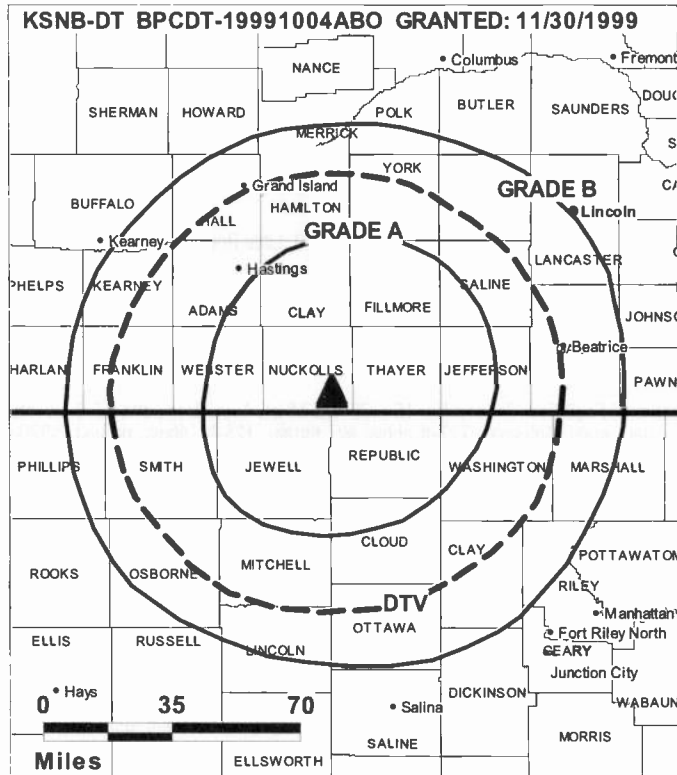 KSNB-DT BPCDT-19991004ABO GRANTED: 11/30/1999
NANCE
Columbus
Fremont
SHERMAN
HOWARD
POLK
BUTLER
SAUNDERS
DOUG
MERRICK
S
YORK
CA
Grand Island
GRADE B
BUFFALO
HAMILTON
Lincoln
HALL
GRADE A
Kearney
Hastings
LANCASTER
PHELPS
KEARNEY
SALINE
ADAMS
CLAY
FILLMORE
JOHNSO
Beatrice
HARLAN
FRANKLIN
WEBSTER
NUCKOLLS
THAYER
JEFFERSON
PAWN
PHILLIPS
SMITH
JEWELL
REPUBLIC
WASHINGTON
MARSHALL
CLOUD
CLAY
POTTAWATOM
MITCHELL
ROOKS
OSBORNE
RILEY
DTV
Manhattan
OTTAWA
Fort Riley North
ELLIS
RUSSELL
LINCOLN
GEARY
Junction City
Hays
DICKINSON
0 35 70
Salina
WABAUN
MORRIS
SALINE
Miles
ELLSWORTH